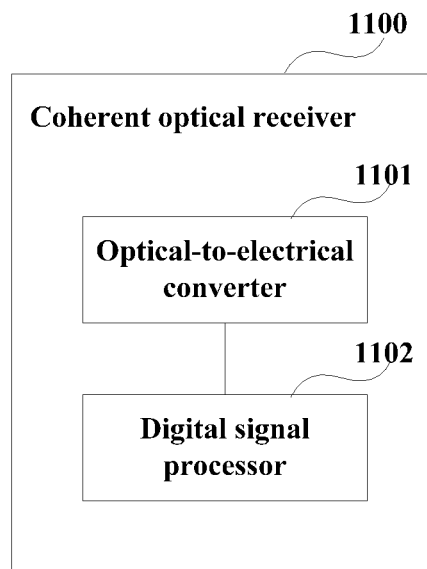 1100
Coherent optical receiver
1101
Optical-to-electrical
converter
1102
Digital signal
processor